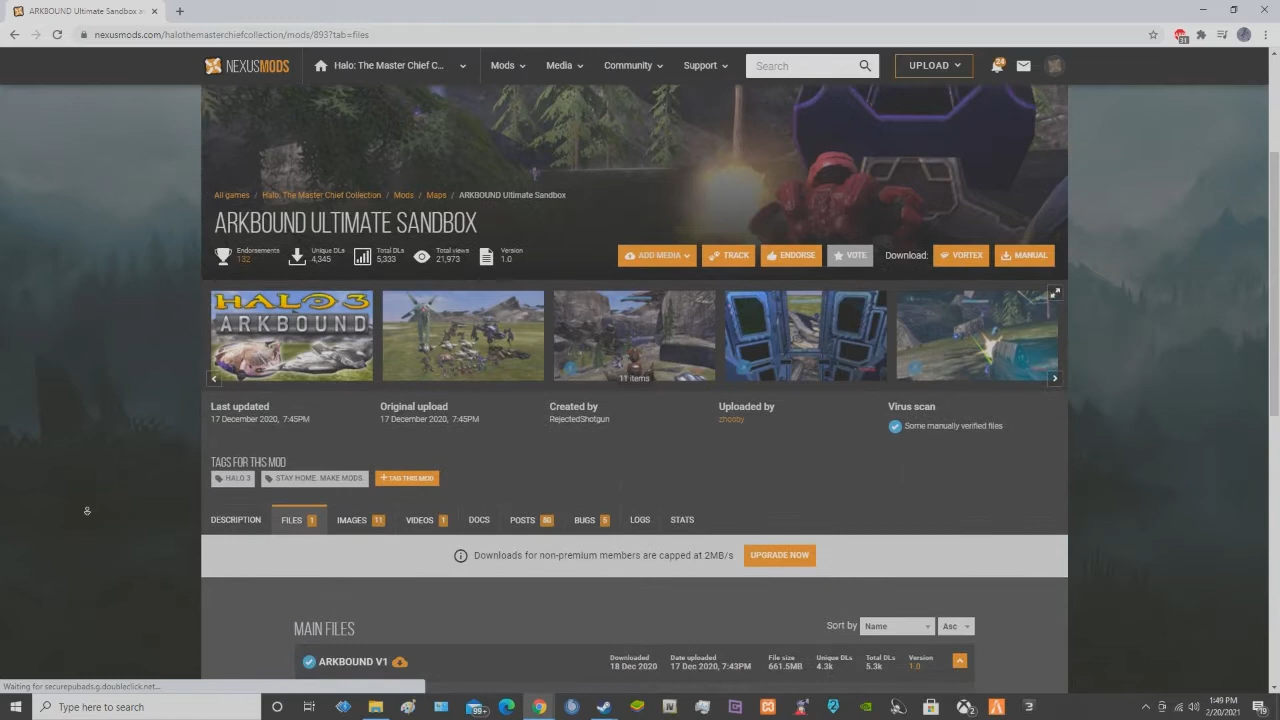 ARKBOUND Ultimate Sandbox
nexusmods.com/halothemasterchiefcollection/mods/893?tab=files
31
NEXUSMODS
Halo: The Master Chief C...
Mods
Media
Community
Support
Search
UPLOAD
24
All games / Halo: The Master Chief Collection / Mods / Maps / ARKBOUND Ultimate Sandbox
ARKBOUND ULTIMATE SANDBOX
Endorsements
132
Unique DLs
4,345
Total DLs
5,333
Total views
21,973
Version
1.0
ADD MEDIA
TRACK
ENDORSE
VOTE
Download:
VORTEX
MANUAL
HALO 3
ARKBOUND
11 items
Last updated
17 December 2020, 7:45PM
Original upload
17 December 2020, 7:45PM
Created by
RejectedShotgun
Uploaded by
zhooby
Virus scan
Some manually verified files
TAGS FOR THIS MOD
HALO 3
STAY HOME. MAKE MODS.
TAG THIS MOD
DESCRIPTION
FILES 1
IMAGES 11
VIDEOS 1
DOCS
POSTS 80
BUGS 5
LOGS
STATS
Downloads for non-premium members are capped at 2MB/s
UPGRADE NOW
MAIN FILES
Sort by
Name
Asc
ARKBOUND V1
Downloaded
18 Dec 2020
Date uploaded
17 Dec 2020, 7:43PM
File size
661.5MB
Unique DLs
4.3k
Total DLs
5.3k
Version
1.0
Waiting for securepubads.g.doubleclick.net...
Type here to search
99+
2
1:49 PM
2/20/2021